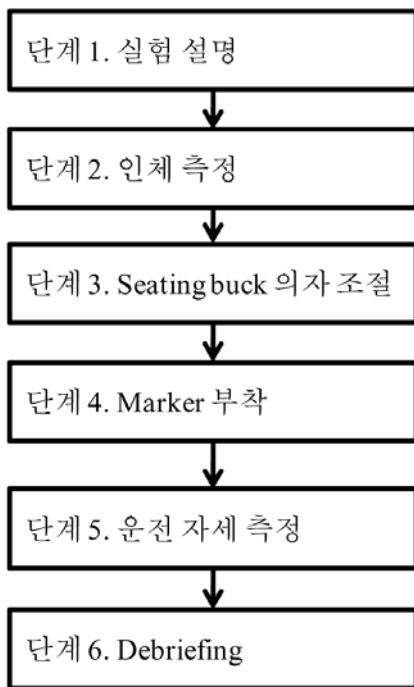 단계 1. 실험 설명
단계 2. 인체 측정
단계 3. Seating buck 의자 조절
단계 4. Marker 부착
단계 5. 운전 자세 측정
단계 6. Debriefing